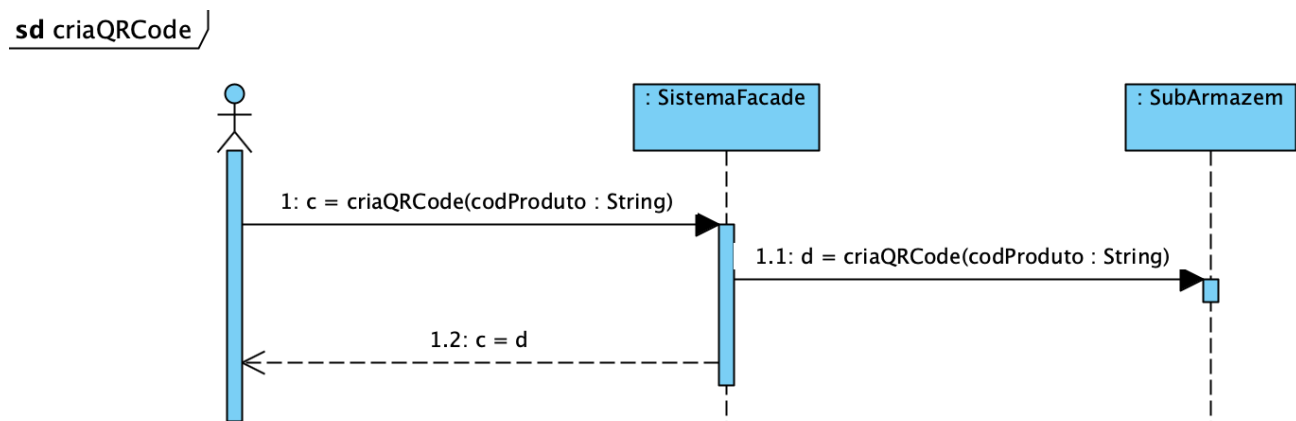 sd criaQRCode
: SistemaFacade
: SubArmazem
1: c = criaQRCode(codProduto : String)
1.1: d = criaQRCode(codProduto : String)
1.2: c = d